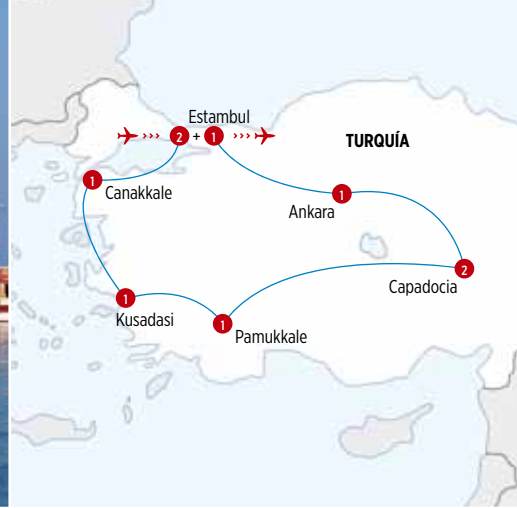 Estambul
2 + 1
TURQUÍA
1
Canakkale
1
Ankara
2
Capadocia
1
Kusadasi
1
Pamukkale